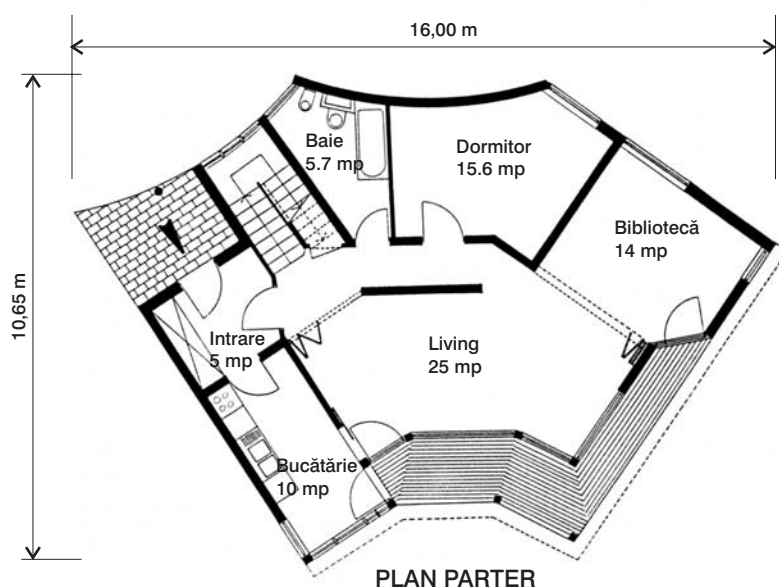 16,00 m
10,65 m
Baie
5.7 mp
Dormitor
15.6 mp
Bibliotecă
14 mp
Intrare
5 mp
Living
25 mp
Bucătărie
10 mp
PLAN PARTER